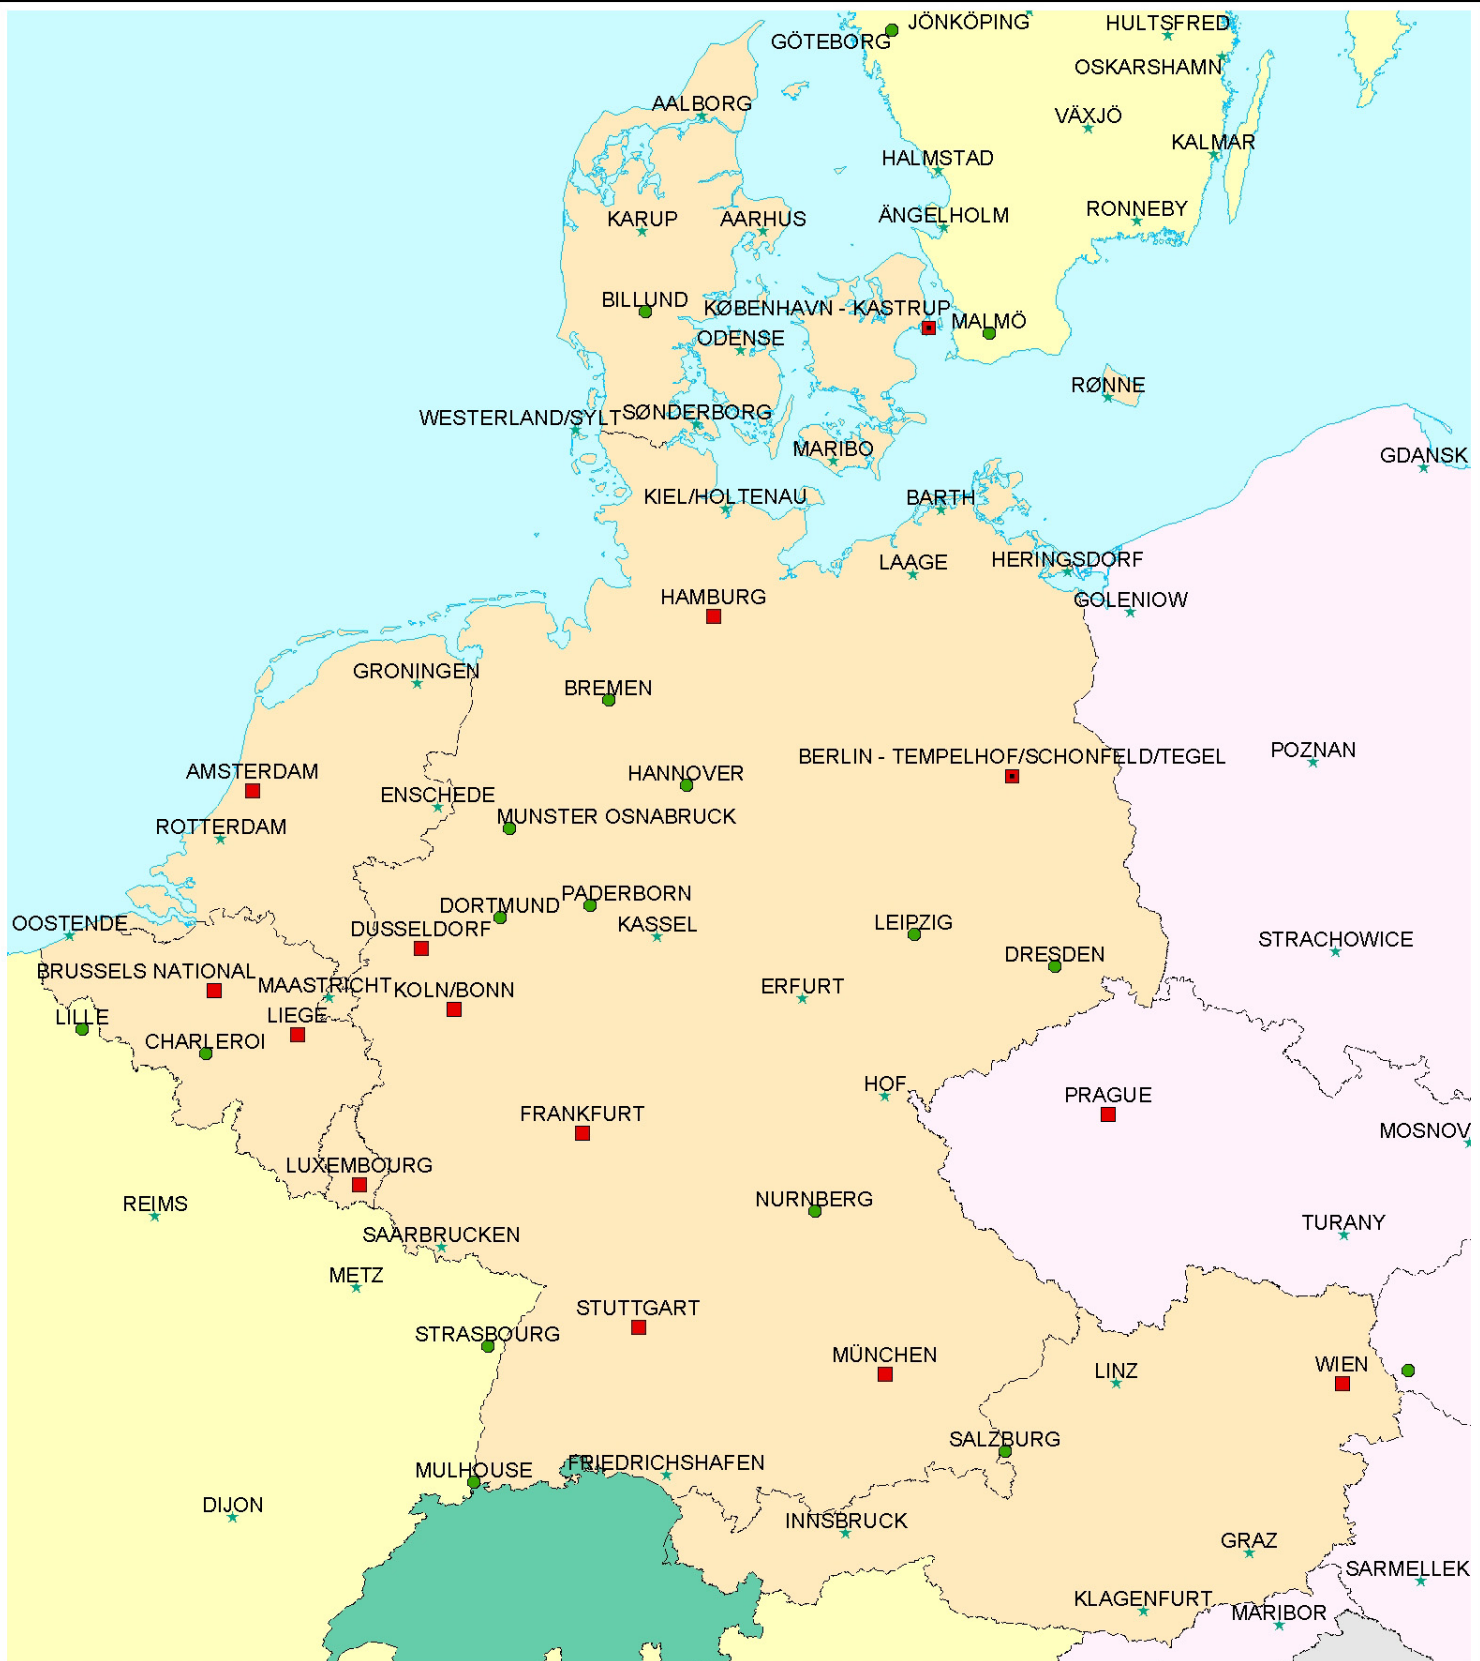 JÖNKÖPING
HULTSFRED
GÖTEBORG
OSKARSHAMN
AALBORG
VÄXJÖ
KALMAR
HALMSTAD
KARUP
AARHUS
ÄNGELHOLM
RONNEBY
BILLUND
KØBENHAVN - KASTRUP
MALMÖ
ODENSE
RØNNE
WESTERLAND/SYLT
SØNDERBORG
MARIBO
GDANSK
KIEL/HOLTENAU
BARTH
LAAGE
HERINGSDORF
HAMBURG
GOLENIOW
GRONINGEN
BREMEN
AMSTERDAM
HANNOVER
BERLIN - TEMPELHOF/SCHONFELD/TEGEL
POZNAN
ENSCHEDE
ROTTERDAM
MUNSTER OSNABRUCK
OOSTENDE
DORTMUND
PADERBORN
DUSSELDORF
KASSEL
LEIPZIG
STRACHOWICE
DRESDEN
BRUSSELS NATIONAL
MAASTRICHT
KOLN/BONN
ERFURT
LILLE
LIEGE
CHARLEROI
HOF
PRAGUE
FRANKFURT
MOSNOV
LUXEMBOURG
REIMS
NURNBERG
TURANY
SAARBRUCKEN
METZ
STUTTGART
STRASBOURG
MÜNCHEN
LINZ
WIEN
SALZBURG
MULHOUSE
FRIEDRICHSHAFEN
DIJON
INNSBRUCK
GRAZ
SARMELLEK
KLAGENFURT
MARIBOR